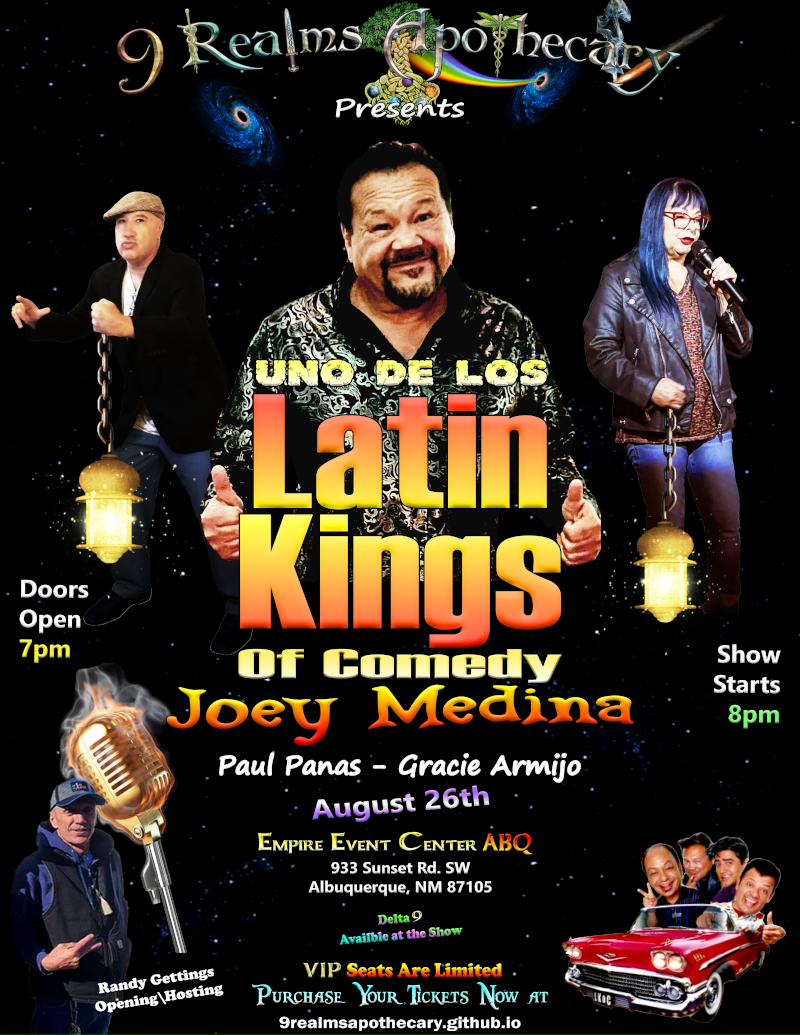 9 Realms Apothecary
Presents
UNO DE LOS
Latin
Kings
Of Comedy
Joey Medina
Doors
Open
7pm
Show
Starts
8pm
Paul Panas - Gracie Armijo
August 26th
EMPIRE EVENT CENTER ABQ
933 Sunset Rd. SW
Albuquerque, NM 87105
Delta 9
Availble at the Show
VIP Seats Are Limited
PURCHASE YOUR TICKETS NOW AT
9realmsapothecary.github.io
Randy Gettings
Opening\Hosting
LKoC